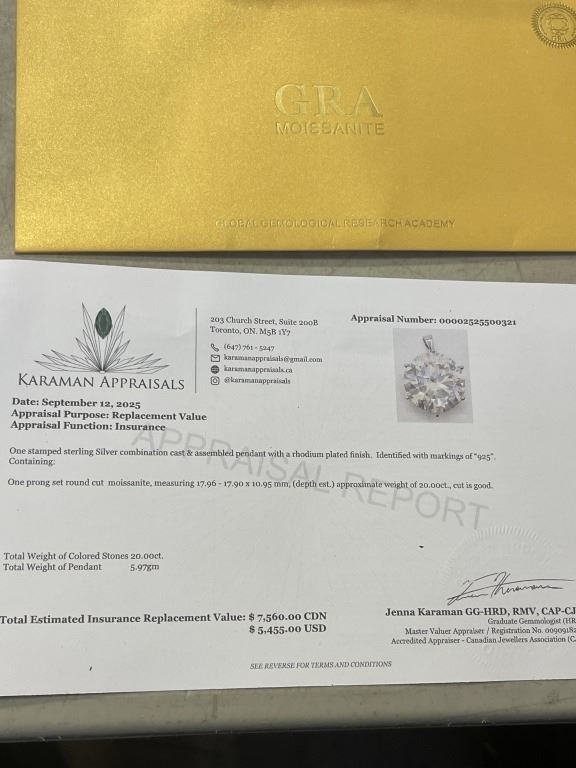 GRA
MOISSANITE
GLOBAL GEMOLOGICAL RESEARCH ACADEMY
KARAMAN APPRAISALS
203 Church Street, Suite 200B
Toronto, ON. M5B 1Y7
(647) 761 - 5247
karamanappraisals@gmail.com
karamanappraisals.ca
@karamanappraisals
Appraisal Number: 00002525500321
Date: September 12, 2025
Appraisal Purpose: Replacement Value
Appraisal Function: Insurance
APPRAISAL REPORT
One stamped sterling Silver combination cast & assembled pendant with a rhodium plated finish. Identified with markings of "925".
Containing:
One prong set round cut moissanite, measuring 17.96 - 17.90 x 10.95 mm, (depth est.) approximate weight of 20.00ct., cut is good.
Total Weight of Colored Stones 20.00ct.
Total Weight of Pendant 5.97gm
Total Estimated Insurance Replacement Value: $ 7,560.00 CDN
$ 5,455.00 USD
Jenna Karaman GG-HRD, RMV, CAP-CJ
Graduate Gemmologist (HR
Master Valuer Appraiser / Registration No. 00909182
Accredited Appraiser - Canadian Jewellers Association (C
SEE REVERSE FOR TERMS AND CONDITIONS